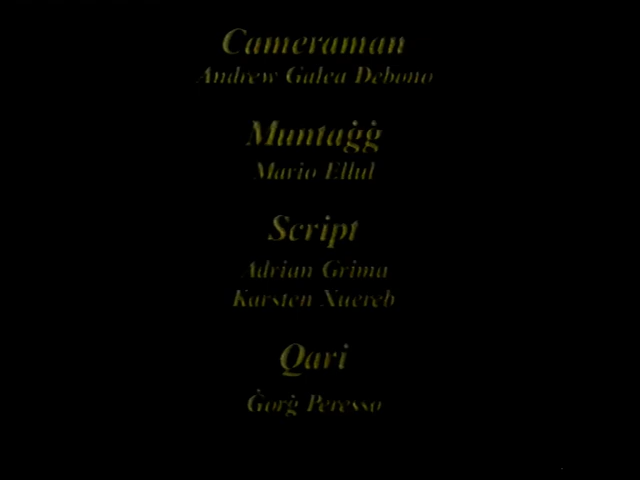 Cameraman
Andrew Galea Debono
Muntaġġ
Mario Ellul
Script
Adrian Grima
Karsten Xuereb
Qari
Ġorġ Peresso